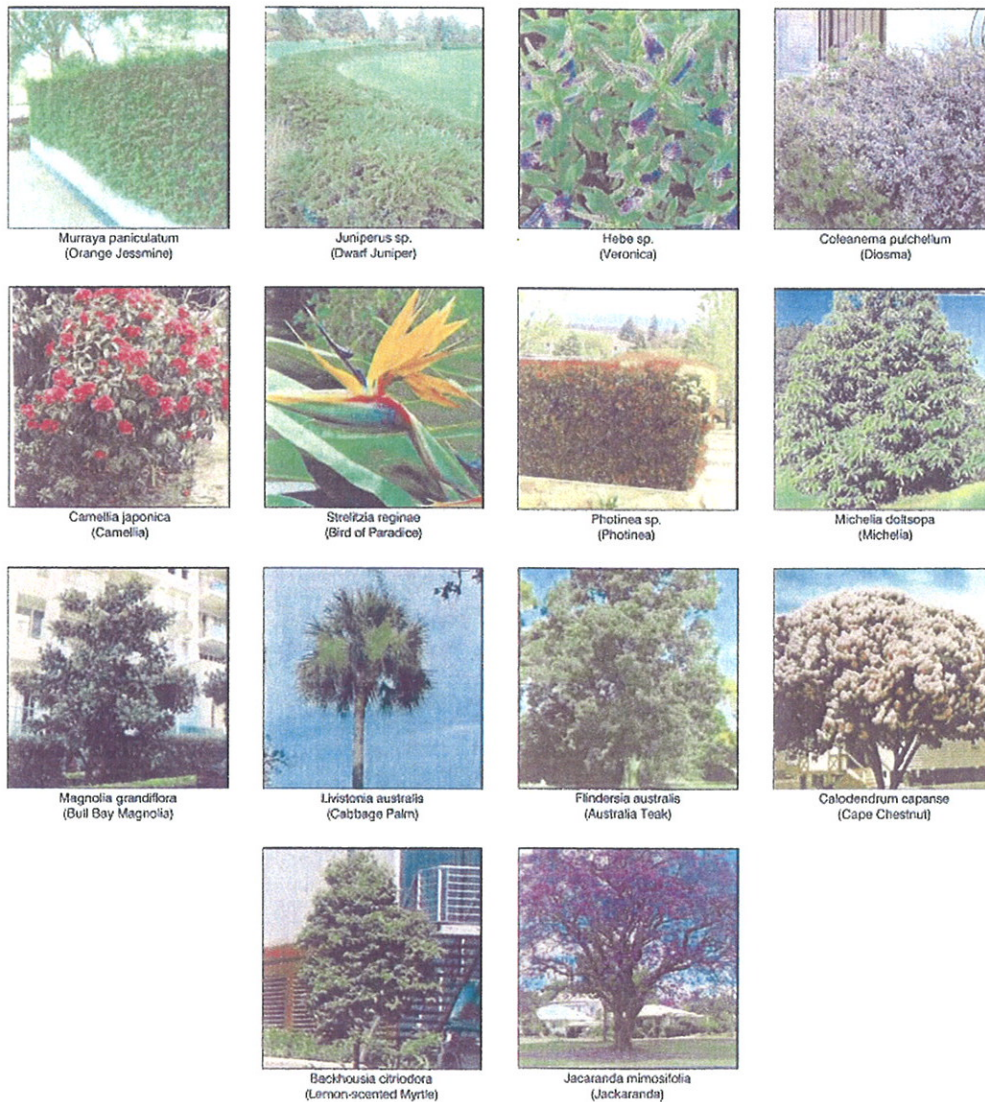 Murraya paniculatum
(Orange Jessmine)
Juniperus sp.
(Dwarf Juniper)
Hebe sp.
(Veronica)
Coleanema pulchellum
(Diosma)
Camellia japonica
(Camellia)
Strelitzia reginae
(Bird of Paradice)
Photinea sp.
(Photinea)
Michelia doltsopa
(Michelia)
Magnolia grandiflora
(Bull Bay Magnolia)
Livistonia australis
(Cabbage Palm)
Flindersia australis
(Australia Teak)
Calodendrum capanse
(Cape Chestnut)
Backhousia citriodora
(Lemon-scented Myrtle)
Jacaranda mimosifolia
(Jackaranda)